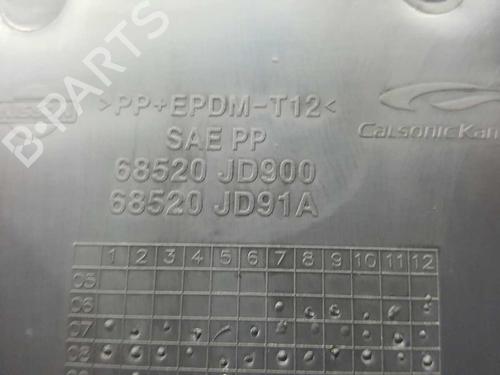 B-PARTS
>PP+EPDM-T12<
SAE PP
CalsonicKan
68520 JD900
68520 JD91A
1 2 3 4 5 6 7 8 9 10 11 12
05
06
07
08